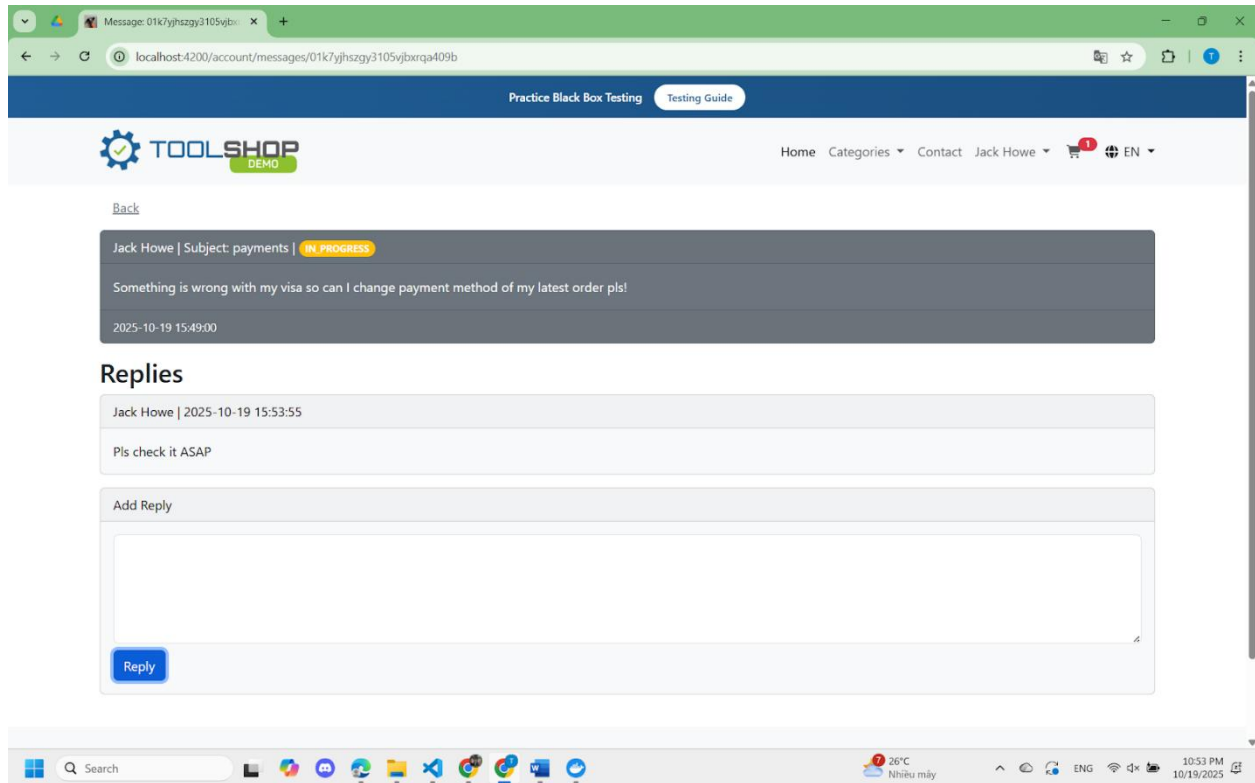 Message: 01k7yjhszgy3105vjbx
localhost:4200/account/messages/01k7yjhszgy3105vjbxrqa409b
T
Practice Black Box Testing Testing Guide
TOOLSHOP
DEMO
Home Categories Contact Jack Howe 1 EN
Back
Jack Howe | Subject: payments | IN_PROGRESS
Something is wrong with my visa so can I change payment method of my latest order pls!
2025-10-19 15:49:00
Replies
Jack Howe | 2025-10-19 15:53:55
Pls check it ASAP
Add Reply
Reply
Search
26°C
Nhiều mây
ENG
10:53 PM
10/19/2025